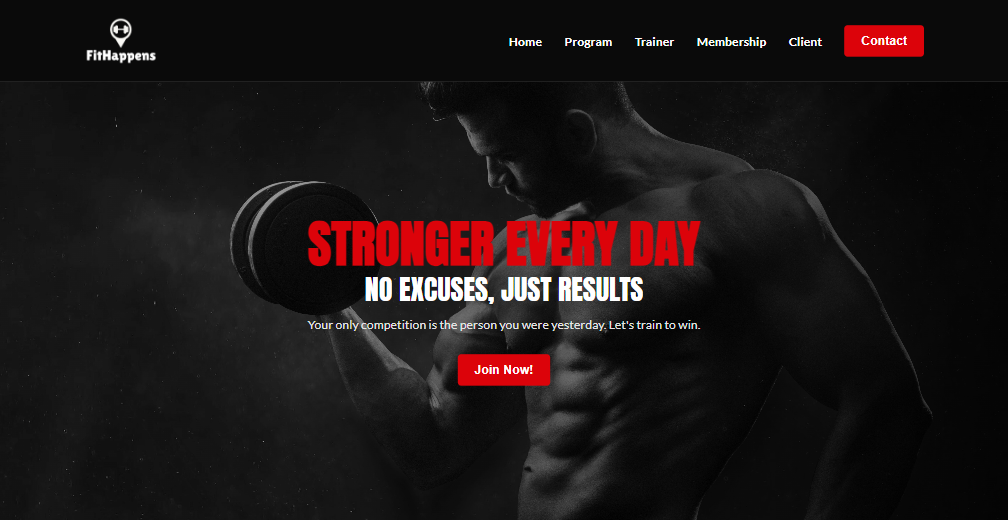 FitHappens
Home Program Trainer Membership Client Contact
STRONGER EVERY DAY
NO EXCUSES, JUST RESULTS
Your only competition is the person you were yesterday, Let's train to win.
Join Now!